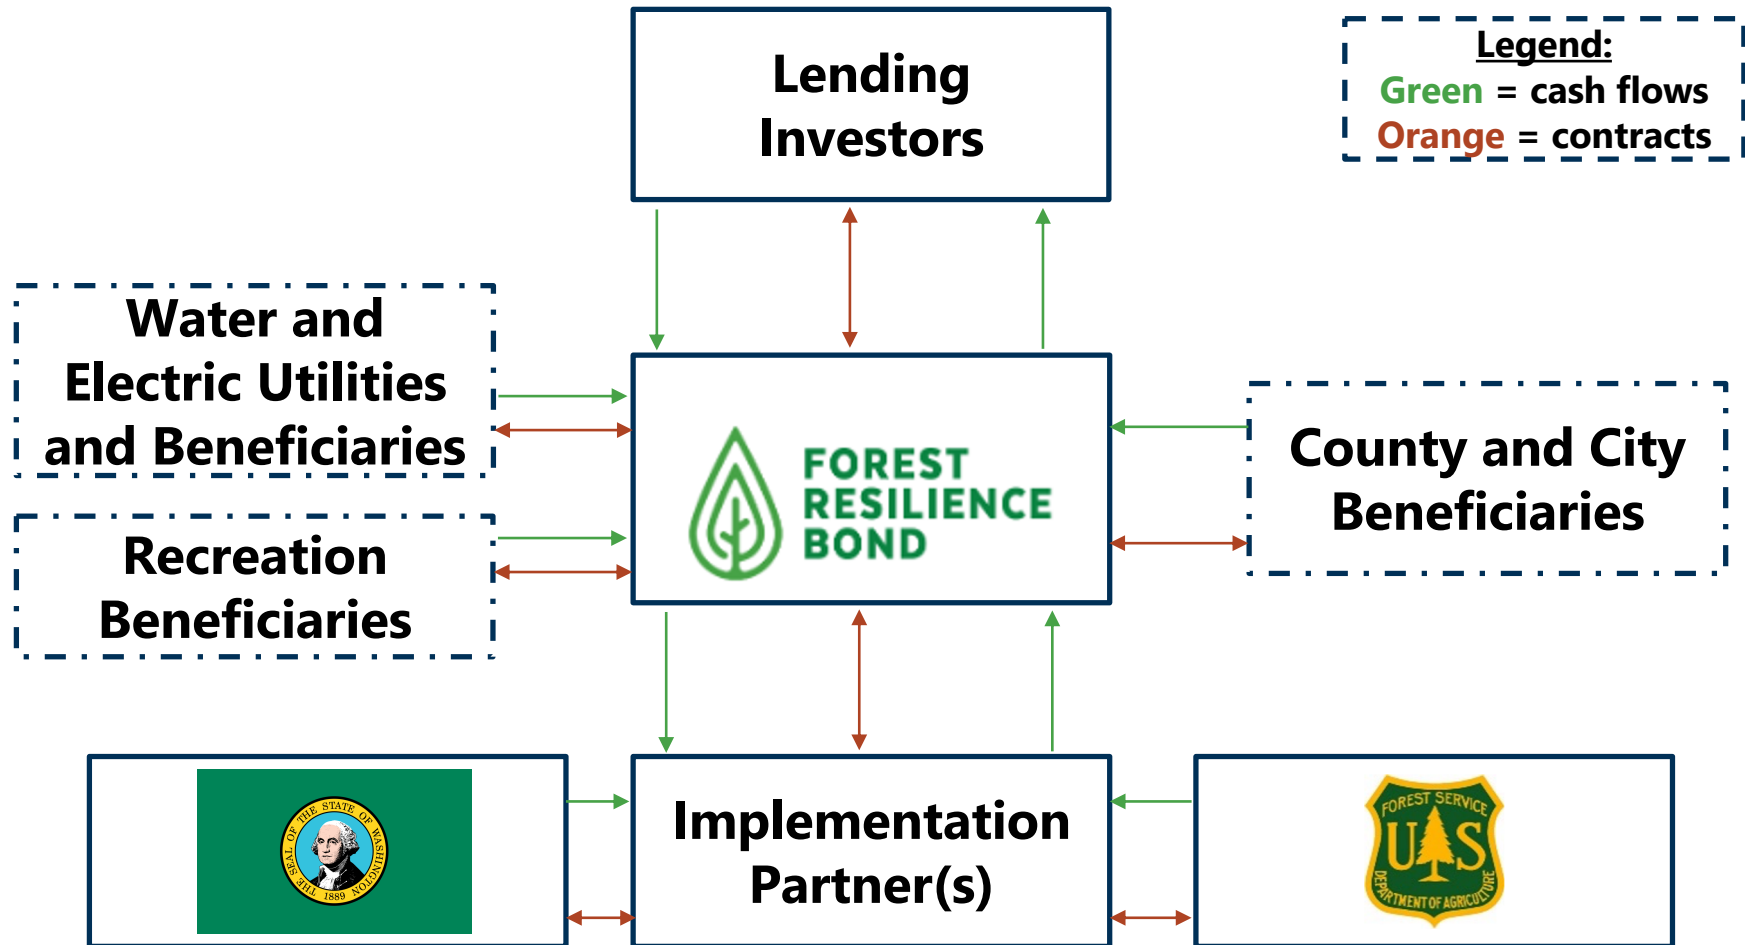 Lending
Investors
Legend:
Green = cash flows
Orange = contracts
Water and
Electric Utilities
and Beneficiaries
FOREST
RESILIENCE
BOND
County and City
Beneficiaries
Recreation
Beneficiaries
THE SEAL OF THE STATE OF WASHINGTON
1889
Implementation
Partner(s)
FOREST SERVICE
US
DEPARTMENT OF AGRICULTURE